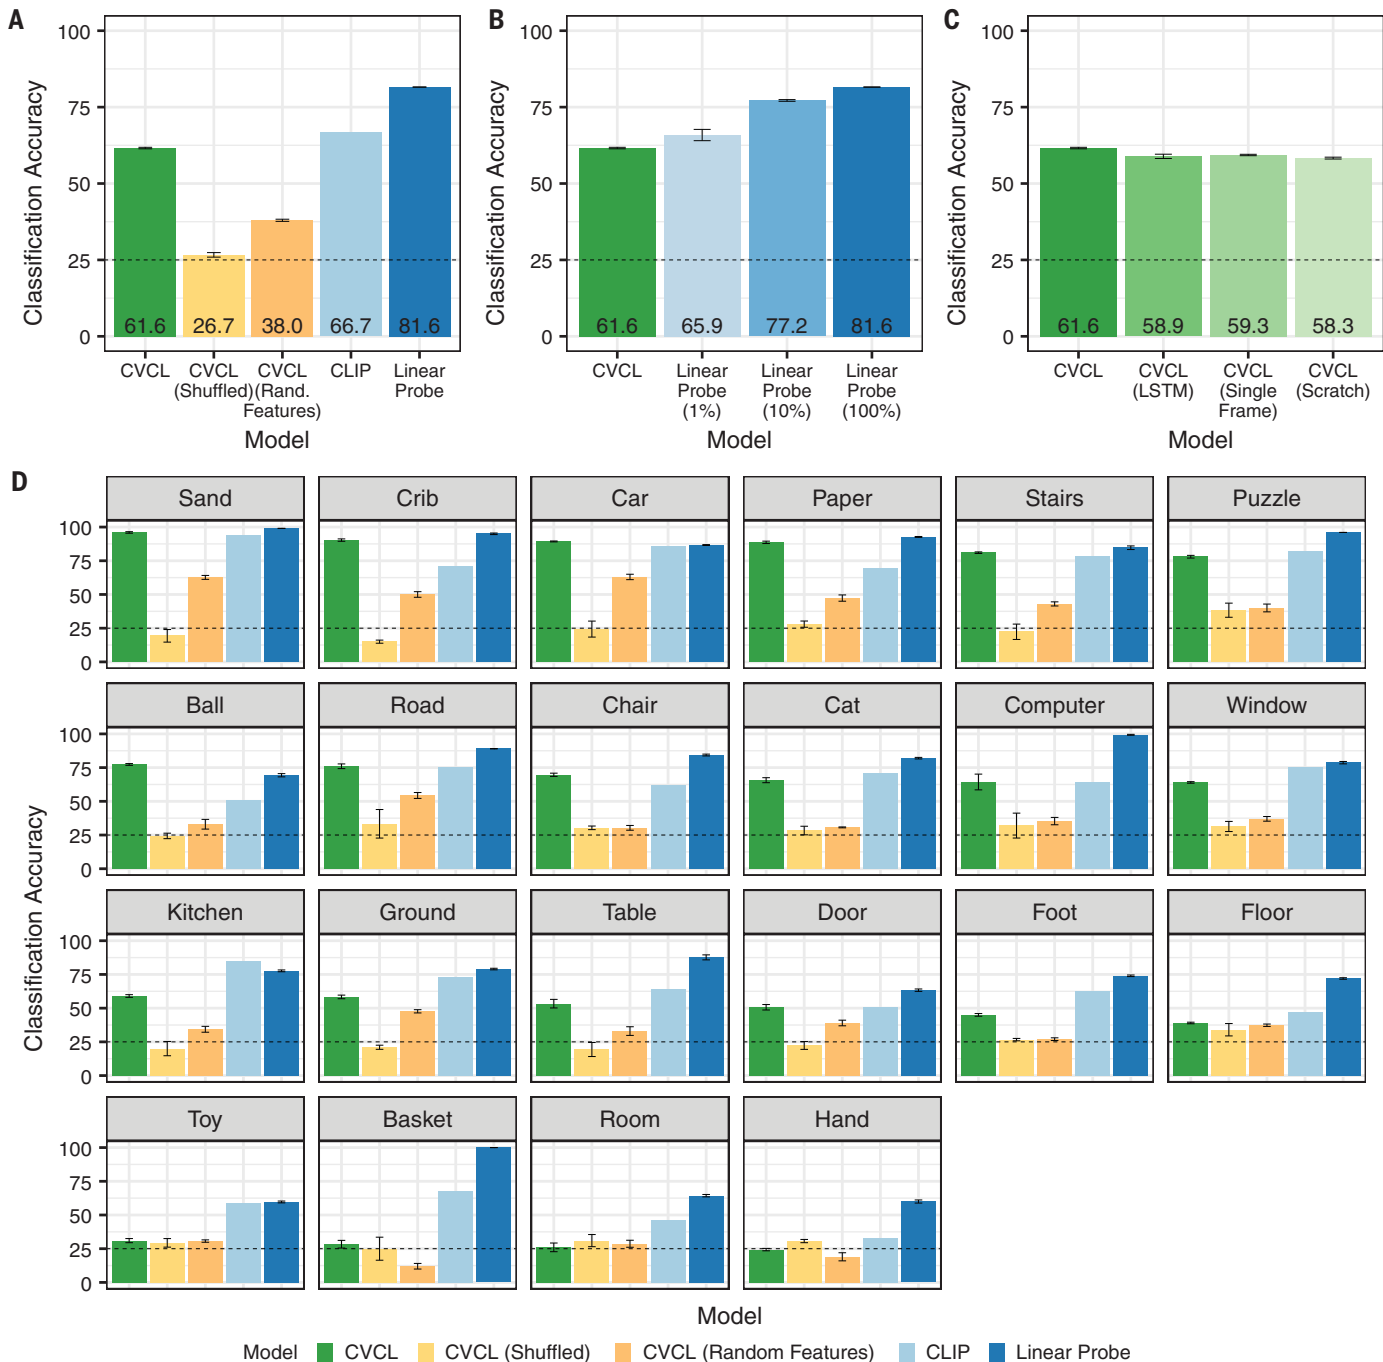 A
Classification Accuracy
100
75
50
25
0
61.6 26.7 38.0 66.7 81.6
CVCL CVCL CVCL CLIP Linear
(Shuffled) (Rand. Probe
Features)
Model
B
Classification Accuracy
100
75
50
25
0
61.6 65.9 77.2 81.6
CVCL Linear Linear Linear
Probe Probe Probe
(1%) (10%) (100%)
Model
C
Classification Accuracy
100
75
50
25
0
61.6 58.9 59.3 58.3
CVCL CVCL CVCL CVCL
(LSTM) (Single (Scratch)
Frame)
Model
D
Classification Accuracy
Sand Crib Car Paper Stairs Puzzle
100
75
50
25
0
Ball Road Chair Cat Computer Window
100
75
50
25
0
Kitchen Ground Table Door Foot Floor
100
75
50
25
0
Toy Basket Room Hand
100
75
50
25
0
Model
Model CVCL CVCL (Shuffled) CVCL (Random Features) CLIP Linear Probe